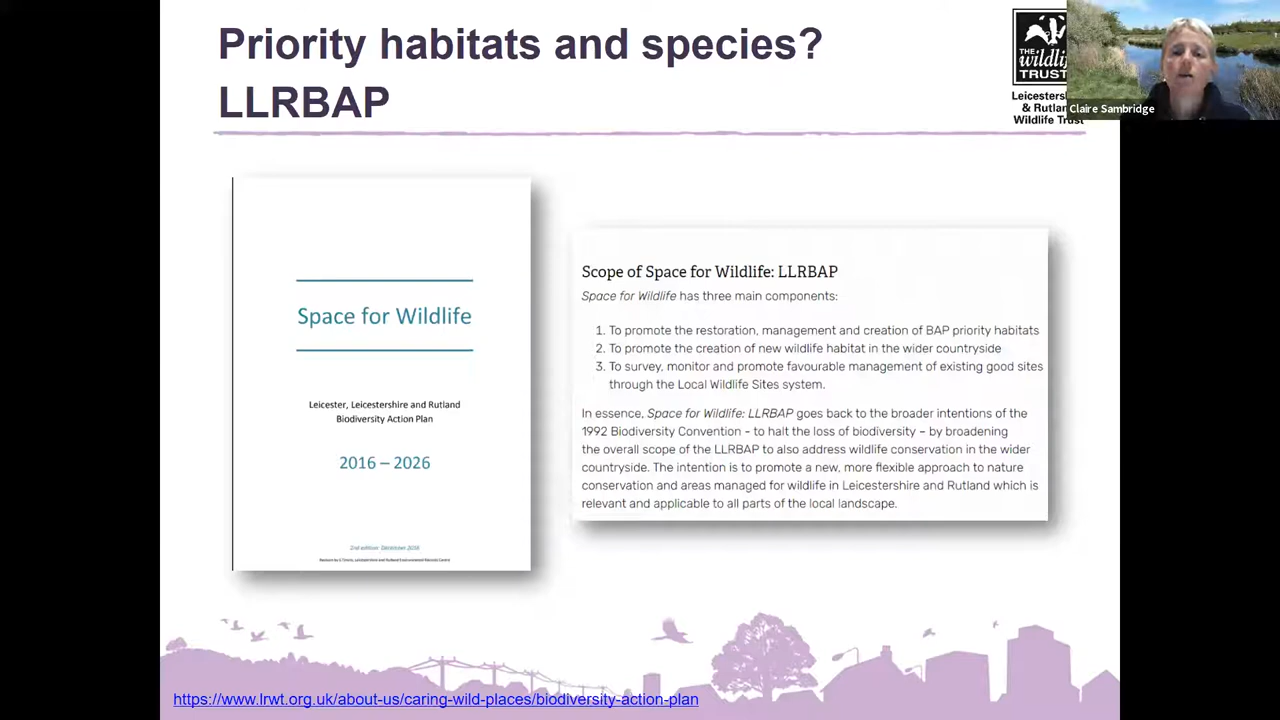 Priority habitats and species?
LLRBAP
THE
wildlife
TRUST
Leicestersh
& Rutlan
Wildlife Trust
Claire Sambridge
Space for Wildlife
Leicester, Leicestershire and Rutland
Biodiversity Action Plan
2016 – 2026
2nd edition December 2016
Scope of Space for Wildlife: LLRBAP
Space for Wildlife has three main components:
1. To promote the restoration, management and creation of BAP priority habitats
2. To promote the creation of new wildlife habitat in the wider countryside
3. To survey, monitor and promote favourable management of existing good sites
through the Local Wildlife Sites system.
In essence, Space for Wildlife: LLRBAP goes back to the broader intentions of the
1992 Biodiversity Convention - to halt the loss of biodiversity – by broadening
the overall scope of the LLRBAP to also address wildlife conservation in the wider
countryside. The intention is to promote a new, more flexible approach to nature
conservation and areas managed for wildlife in Leicestershire and Rutland which is
relevant and applicable to all parts of the local landscape.
https://www.lrwt.org.uk/about-us/caring-wild-places/biodiversity-action-plan